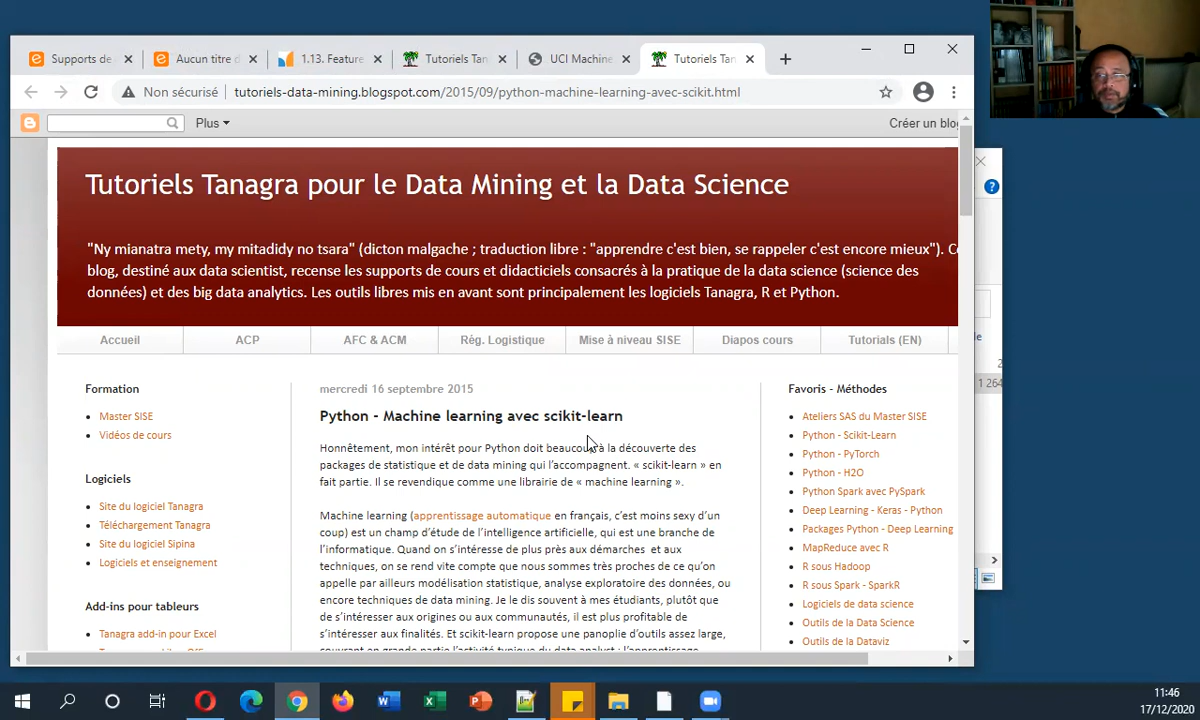 Supports de
Aucun titre d
1.13. Feature
Tutoriels Tan
UCI Machine
Tutoriels Tan
Non sécurisé
tutoriels-data-mining.blogspot.com/2015/09/python-machine-learning-avec-scikit.html
Plus
Créer un blog
Tutoriels Tanagra pour le Data Mining et la Data Science
"Ny mianatra mety, my mitadidy no tsara" (dicton malgache ; traduction libre : "apprendre c'est bien, se rappeler c'est encore mieux"). C
blog, destiné aux data scientist, recense les supports de cours et didacticiels consacrés à la pratique de la data science (science des
données) et des big data analytics. Les outils libres mis en avant sont principalement les logiciels Tanagra, R et Python.
Accueil
ACP
AFC & ACM
Rég. Logistique
Mise à niveau SISE
Diapos cours
Tutorials (EN)
Formation
Master SISE
Vidéos de cours
Logiciels
Site du logiciel Tanagra
Téléchargement Tanagra
Site du logiciel Sipina
Logiciels et enseignement
Add-ins pour tableurs
Tanagra add-in pour Excel
mercredi 16 septembre 2015
Python - Machine learning avec scikit-learn
Honnêtement, mon intérêt pour Python doit beaucoup à la découverte des
packages de statistique et de data mining qui l'accompagnent. « scikit-learn » en
fait partie. Il se revendique comme une librairie de « machine learning ».
Machine learning (apprentissage automatique en français, c'est moins sexy d'un
coup) est un champ d'étude de l'intelligence artificielle, qui est une branche de
l'informatique. Quand on s'intéresse de plus près aux démarches et aux
techniques, on se rend vite compte que nous sommes très proches de ce qu'on
appelle par ailleurs modélisation statistique, analyse exploratoire des données, ou
encore techniques de data mining. Je le dis souvent à mes étudiants, plutôt que
de s'intéresser aux origines ou aux communautés, il est plus profitable de
s'intéresser aux finalités. Et scikit-learn propose une panoplie d'outils assez large,
couvrant en grande partie l'activité typique du data analyst : l'apprentissage
Favoris - Méthodes
Ateliers SAS du Master SISE
Python - Scikit-Learn
Python - PyTorch
Python - H2O
Python Spark avec PySpark
Deep Learning - Keras - Python
Packages Python - Deep Learning
MapReduce avec R
R sous Hadoop
R sous Spark - SparkR
Logiciels de data science
Outils de la Data Science
Outils de la Dataviz
de
2
1 264
11:46
17/12/2020